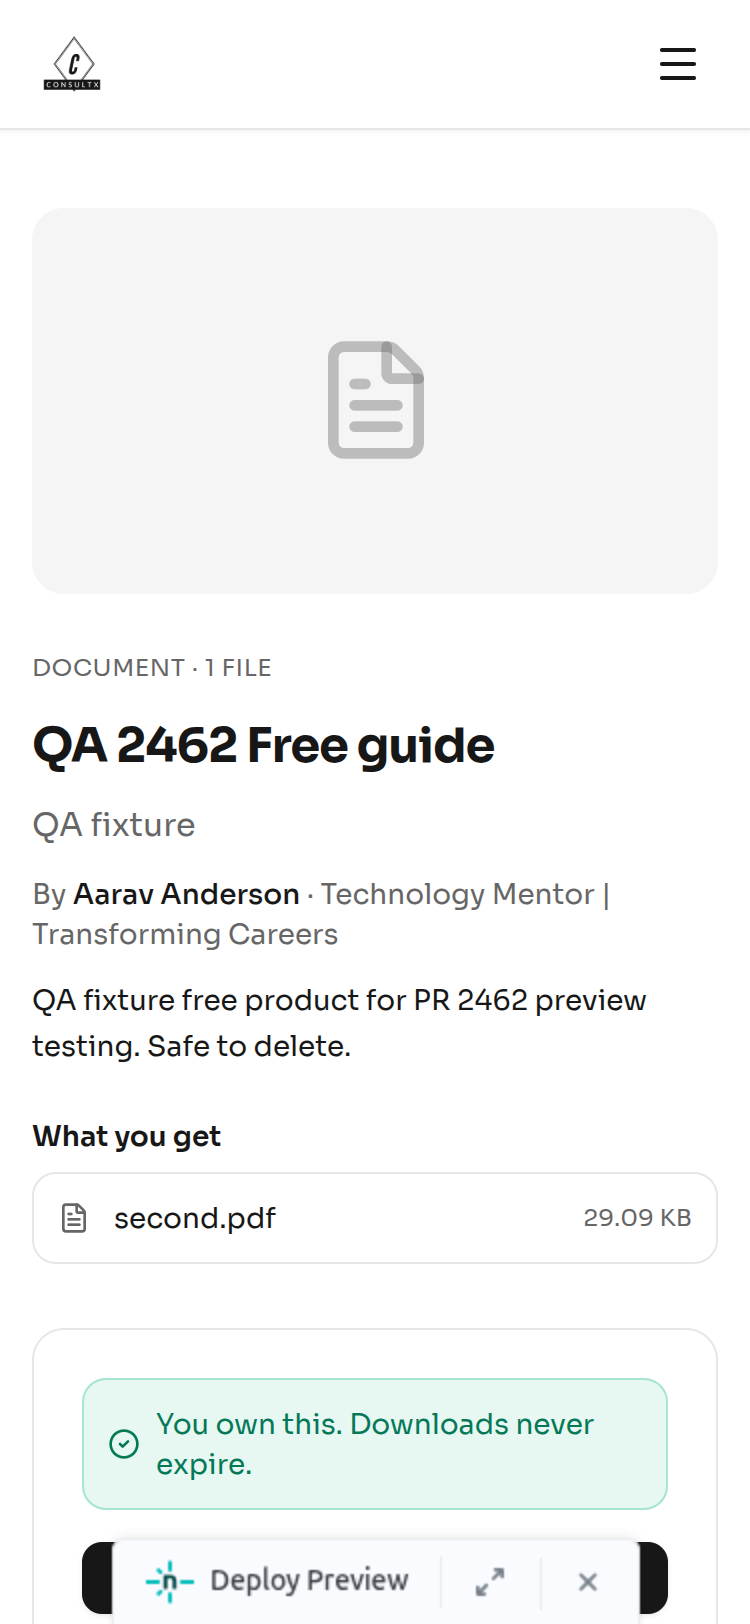 C
CONSULTX
DOCUMENT · 1 FILE
QA 2462 Free guide
QA fixture
By Aarav Anderson · Technology Mentor |
Transforming Careers
QA fixture free product for PR 2462 preview
testing. Safe to delete.
What you get
second.pdf 29.09 KB
You own this. Downloads never
expire.
n Deploy Preview